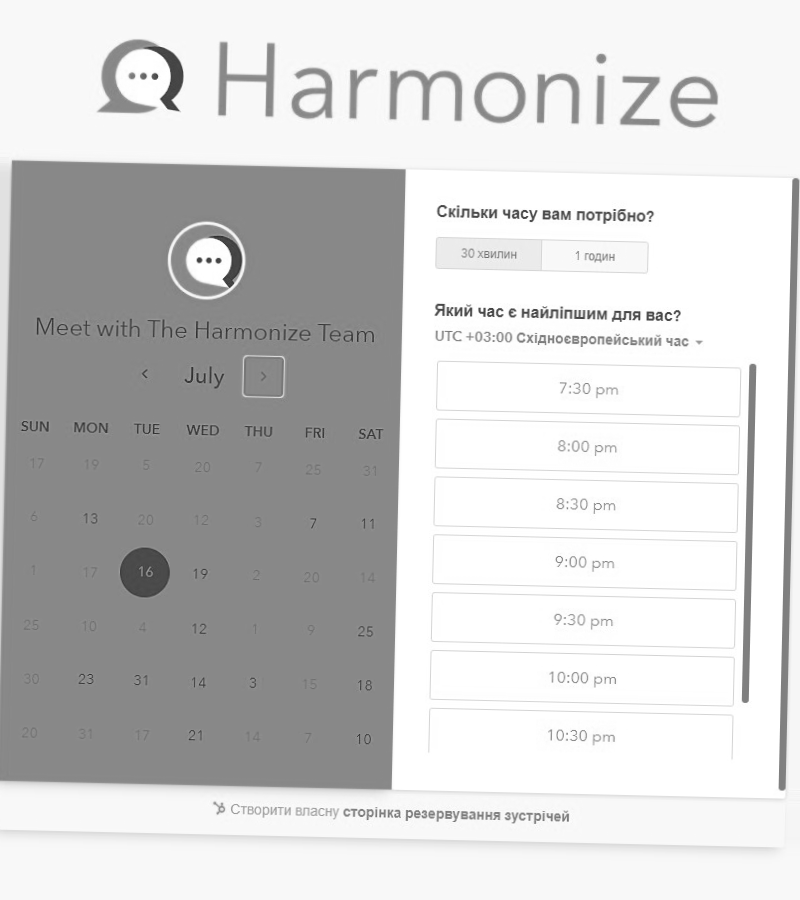 Harmonize
Meet with The Harmonize Team
July
SUN MON TUE WED THU FRI SAT
17 19 5 20 7 25 31
6 13 20 12 3 7 11
1 17 16 19 2 20 14
25 10 4 12 1 9 25
30 23 31 14 3 15 18
20 31 17 21 14 7 10
Скільки часу вам потрібно?
30 хвилин 1 годин
Який час є найліпшим для вас?
UTC +03:00 Східноєвропейський час
7:30 pm
8:00 pm
8:30 pm
9:00 pm
9:30 pm
10:00 pm
10:30 pm
Створити власну сторінка резервування зустрічей